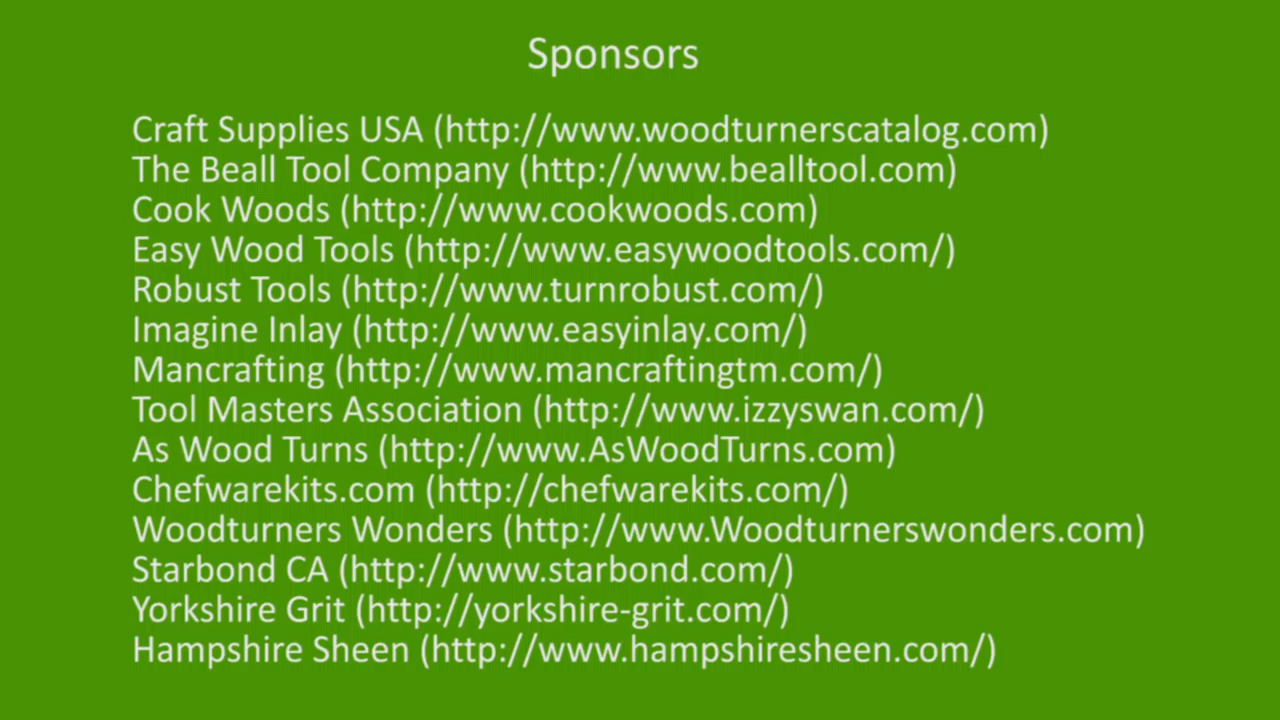 Sponsors
Craft Supplies USA (http://www.woodturnerscatalog.com)
The Beall Tool Company (http://www.bealltool.com)
Cook Woods (http://www.cookwoods.com)
Easy Wood Tools (http://www.easywoodtools.com/)
Robust Tools (http://www.turnrobust.com/)
Imagine Inlay (http://www.easyinlay.com/)
Mancrafting (http://www.mancraftingtm.com/)
Tool Masters Association (http://www.izzyswan.com/)
As Wood Turns (http://www.AsWoodTurns.com)
Chefwarekits.com (http://chefwarekits.com/)
Woodturners Wonders (http://www.Woodturnerswonders.com)
Starbond CA (http://www.starbond.com/)
Yorkshire Grit (http://yorkshire-grit.com/)
Hampshire Sheen (http://www.hampshiresheen.com/)